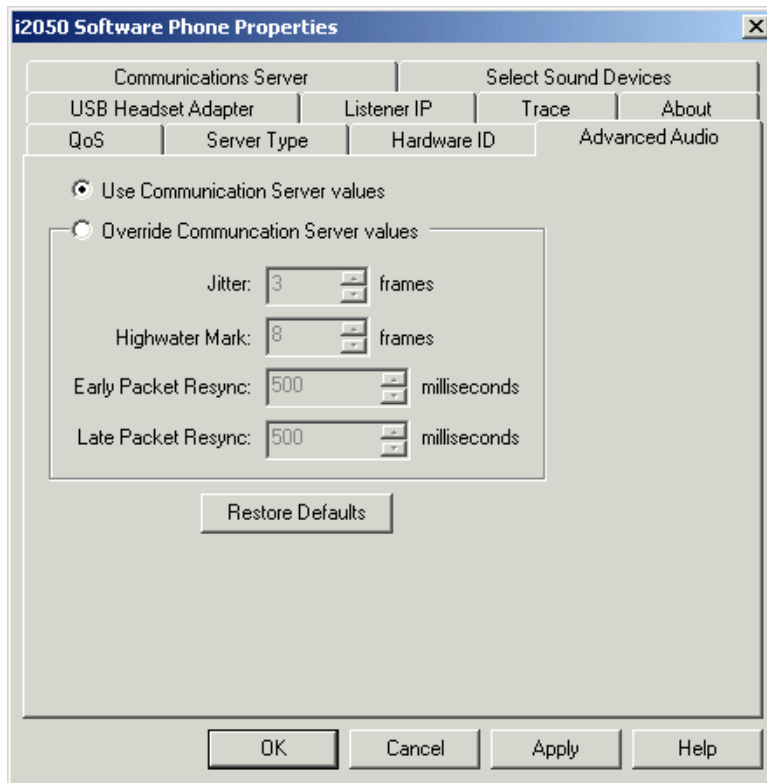 i2050 Software Phone Properties
Communications Server Select Sound Devices
USB Headset Adapter Listener IP Trace About
QoS Server Type Hardware ID Advanced Audio
Use Communication Server values
Override Communcation Server values
Jitter: 3 frames
Highwater Mark: 8 frames
Early Packet Resync: 500 milliseconds
Late Packet Resync: 500 milliseconds
Restore Defaults
OK Cancel Apply Help